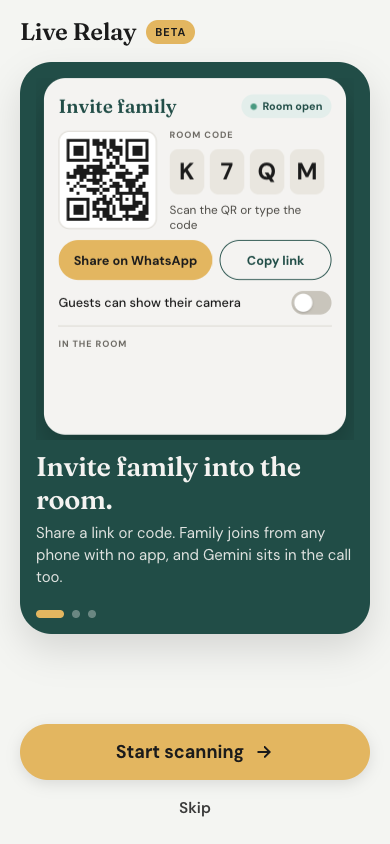 Live Relay BETA
Invite family
Room open
ROOM CODE
K 7 Q M
Scan the QR or type the
code
Share on WhatsApp
Copy link
Guests can show their camera
IN THE ROOM
Invite family into the
room.
Share a link or code. Family joins from any
phone with no app, and Gemini sits in the call
too.
Start scanning →
Skip